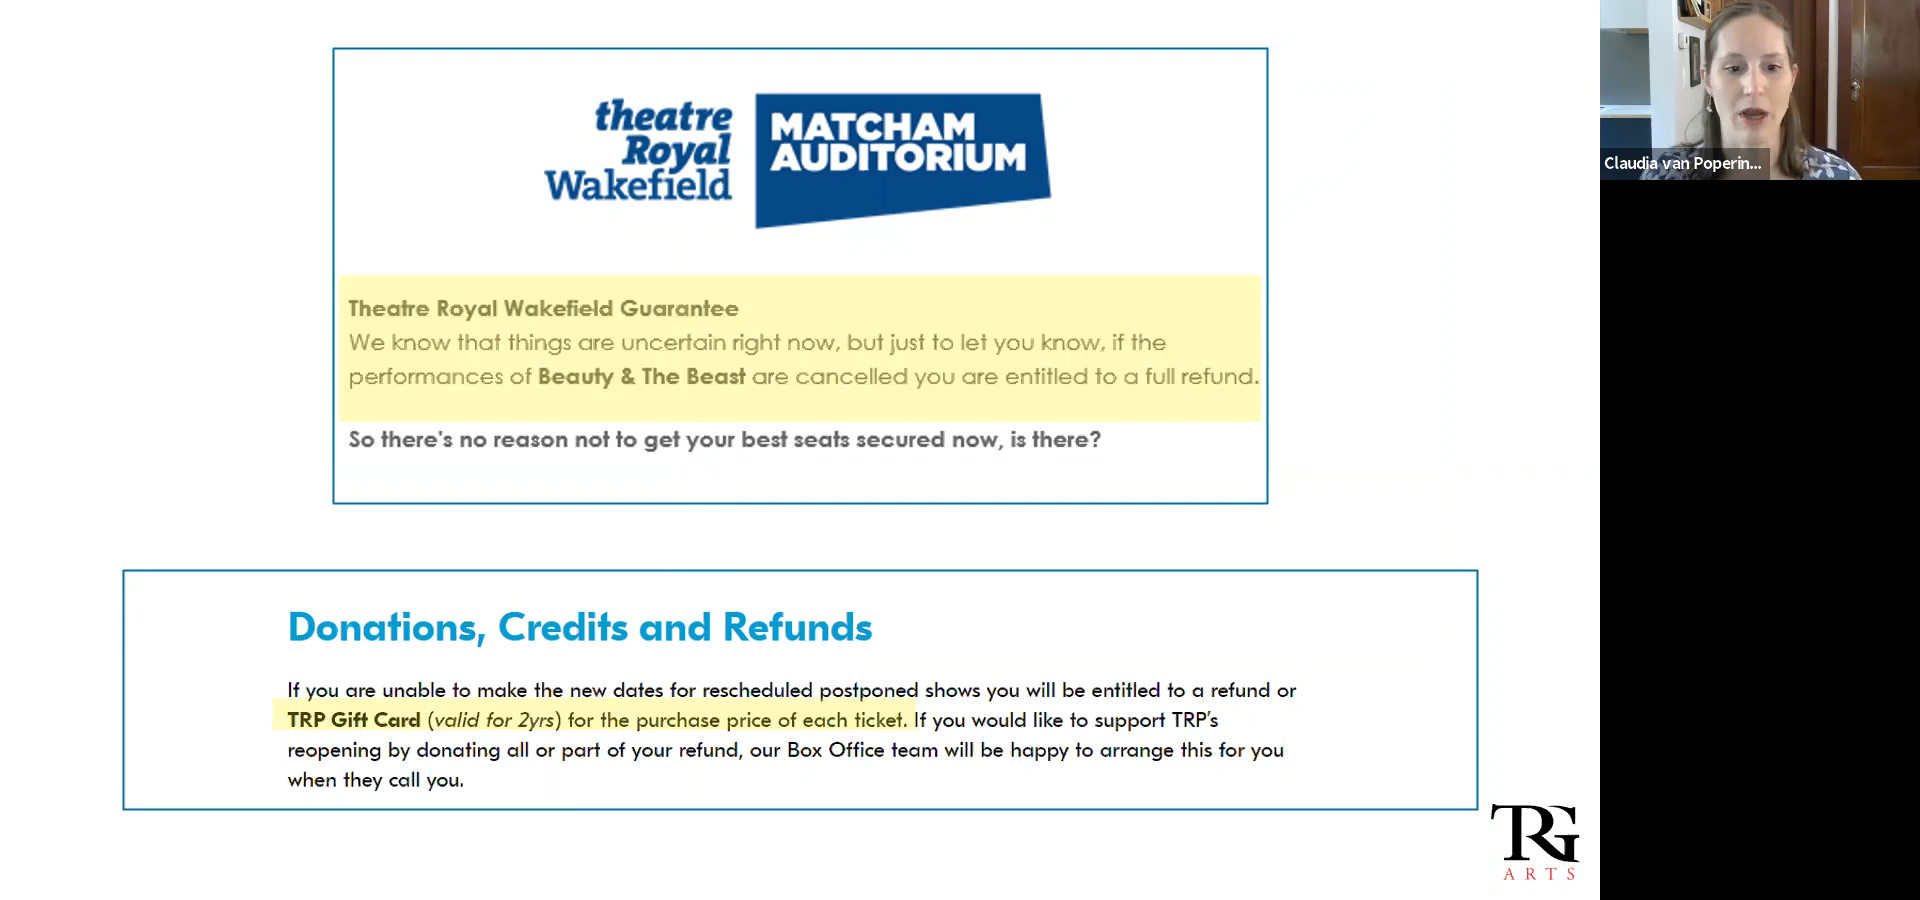 theatre
Royal
Wakefield
MATCHAM
AUDITORIUM
Theatre Royal Wakefield Guarantee
We know that things are uncertain right now, but just to let you know, if the
performances of Beauty & The Beast are cancelled you are entitled to a full refund.
So there's no reason not to get your best seats secured now, is there?
Donations, Credits and Refunds
If you are unable to make the new dates for rescheduled postponed shows you will be entitled to a refund or
TRP Gift Card (valid for 2yrs) for the purchase price of each ticket. If you would like to support TRP's
reopening by donating all or part of your refund, our Box Office team will be happy to arrange this for you
when they call you.
TRG
ARTS
Claudia van Poperin...